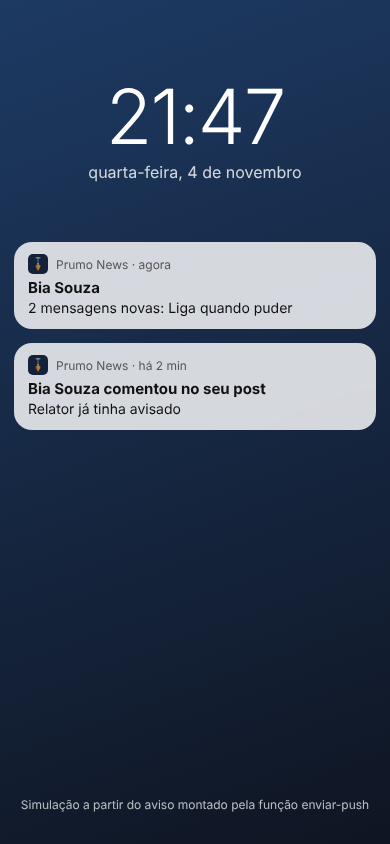 21:47
quarta-feira, 4 de novembro
Prumo News · agora
Bia Souza
2 mensagens novas: Liga quando puder
Prumo News · há 2 min
Bia Souza comentou no seu post
Relator já tinha avisado
Simulação a partir do aviso montado pela função enviar-push